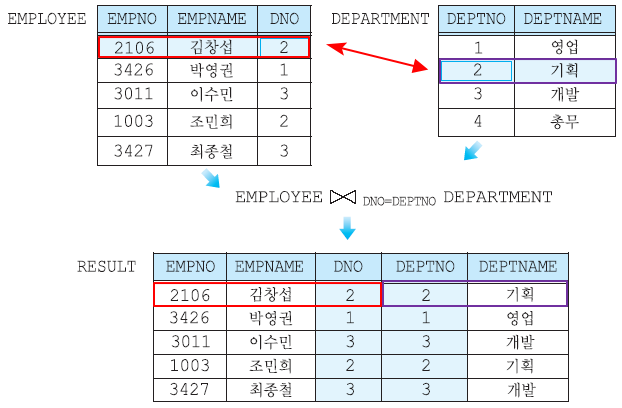 EMPLOYEE EMPNO EMPNAME DNO
2106 김창섭 2
3426 박영권 1
3011 이수민 3
1003 조민희 2
3427 최종철 3
DEPARTMENT DEPTNO DEPTNAME
1 영업
2 기획
3 개발
4 총무
EMPLOYEE ⋈ DNO=DEPTNO DEPARTMENT
RESULT EMPNO EMPNAME DNO DEPTNO DEPTNAME
2106 김창섭 2 2 기획
3426 박영권 1 1 영업
3011 이수민 3 3 개발
1003 조민희 2 2 기획
3427 최종철 3 3 개발